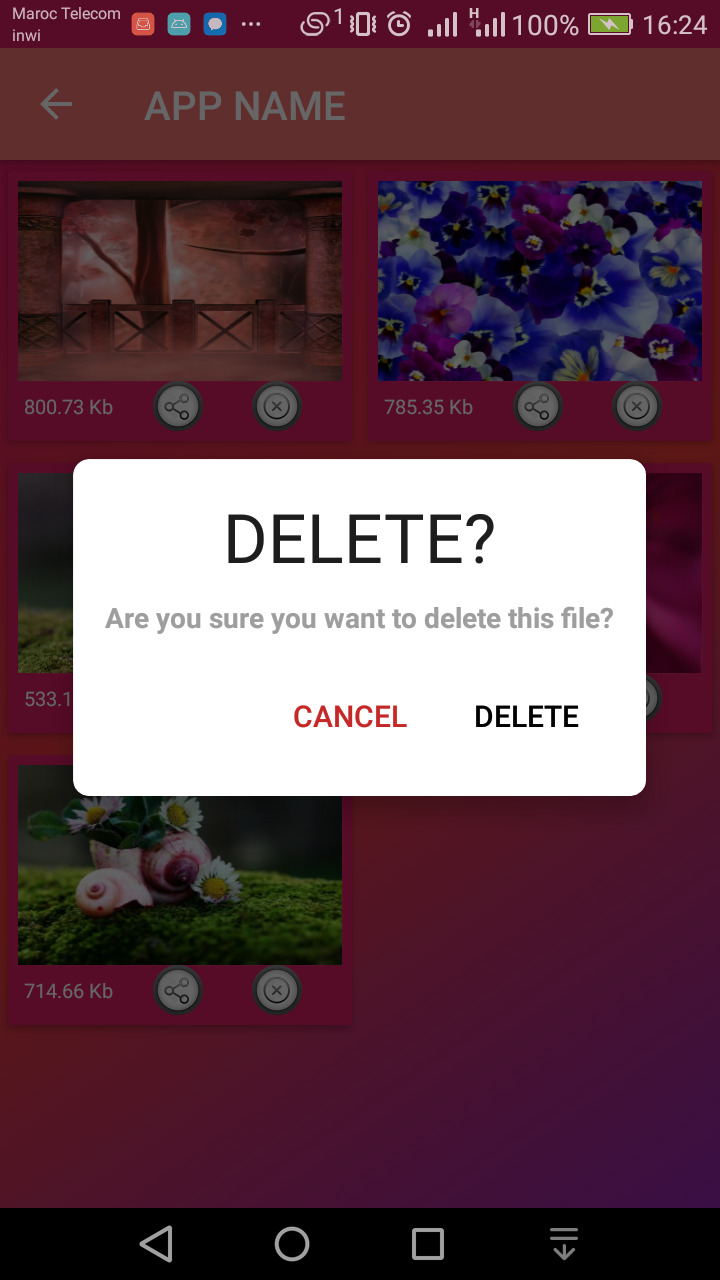 Maroc Telecom
inwi
1
H
100%
16:24
APP NAME
800.73 Kb
785.35 Kb
533.1
DELETE?
Are you sure you want to delete this file?
CANCEL DELETE
714.66 Kb